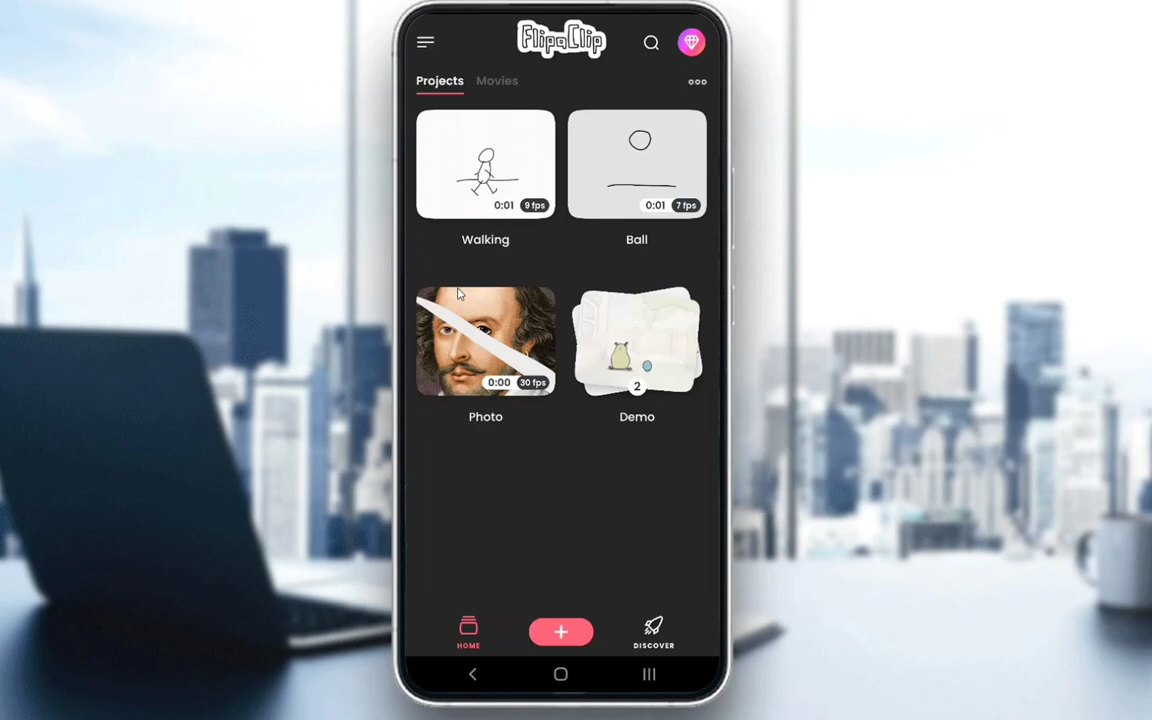 FlipaClip
Projects Movies
0:01 9 fps
0:01 7 fps
Walking
Ball
0:00 30 fps
2
Photo
Demo
HOME
DISCOVER